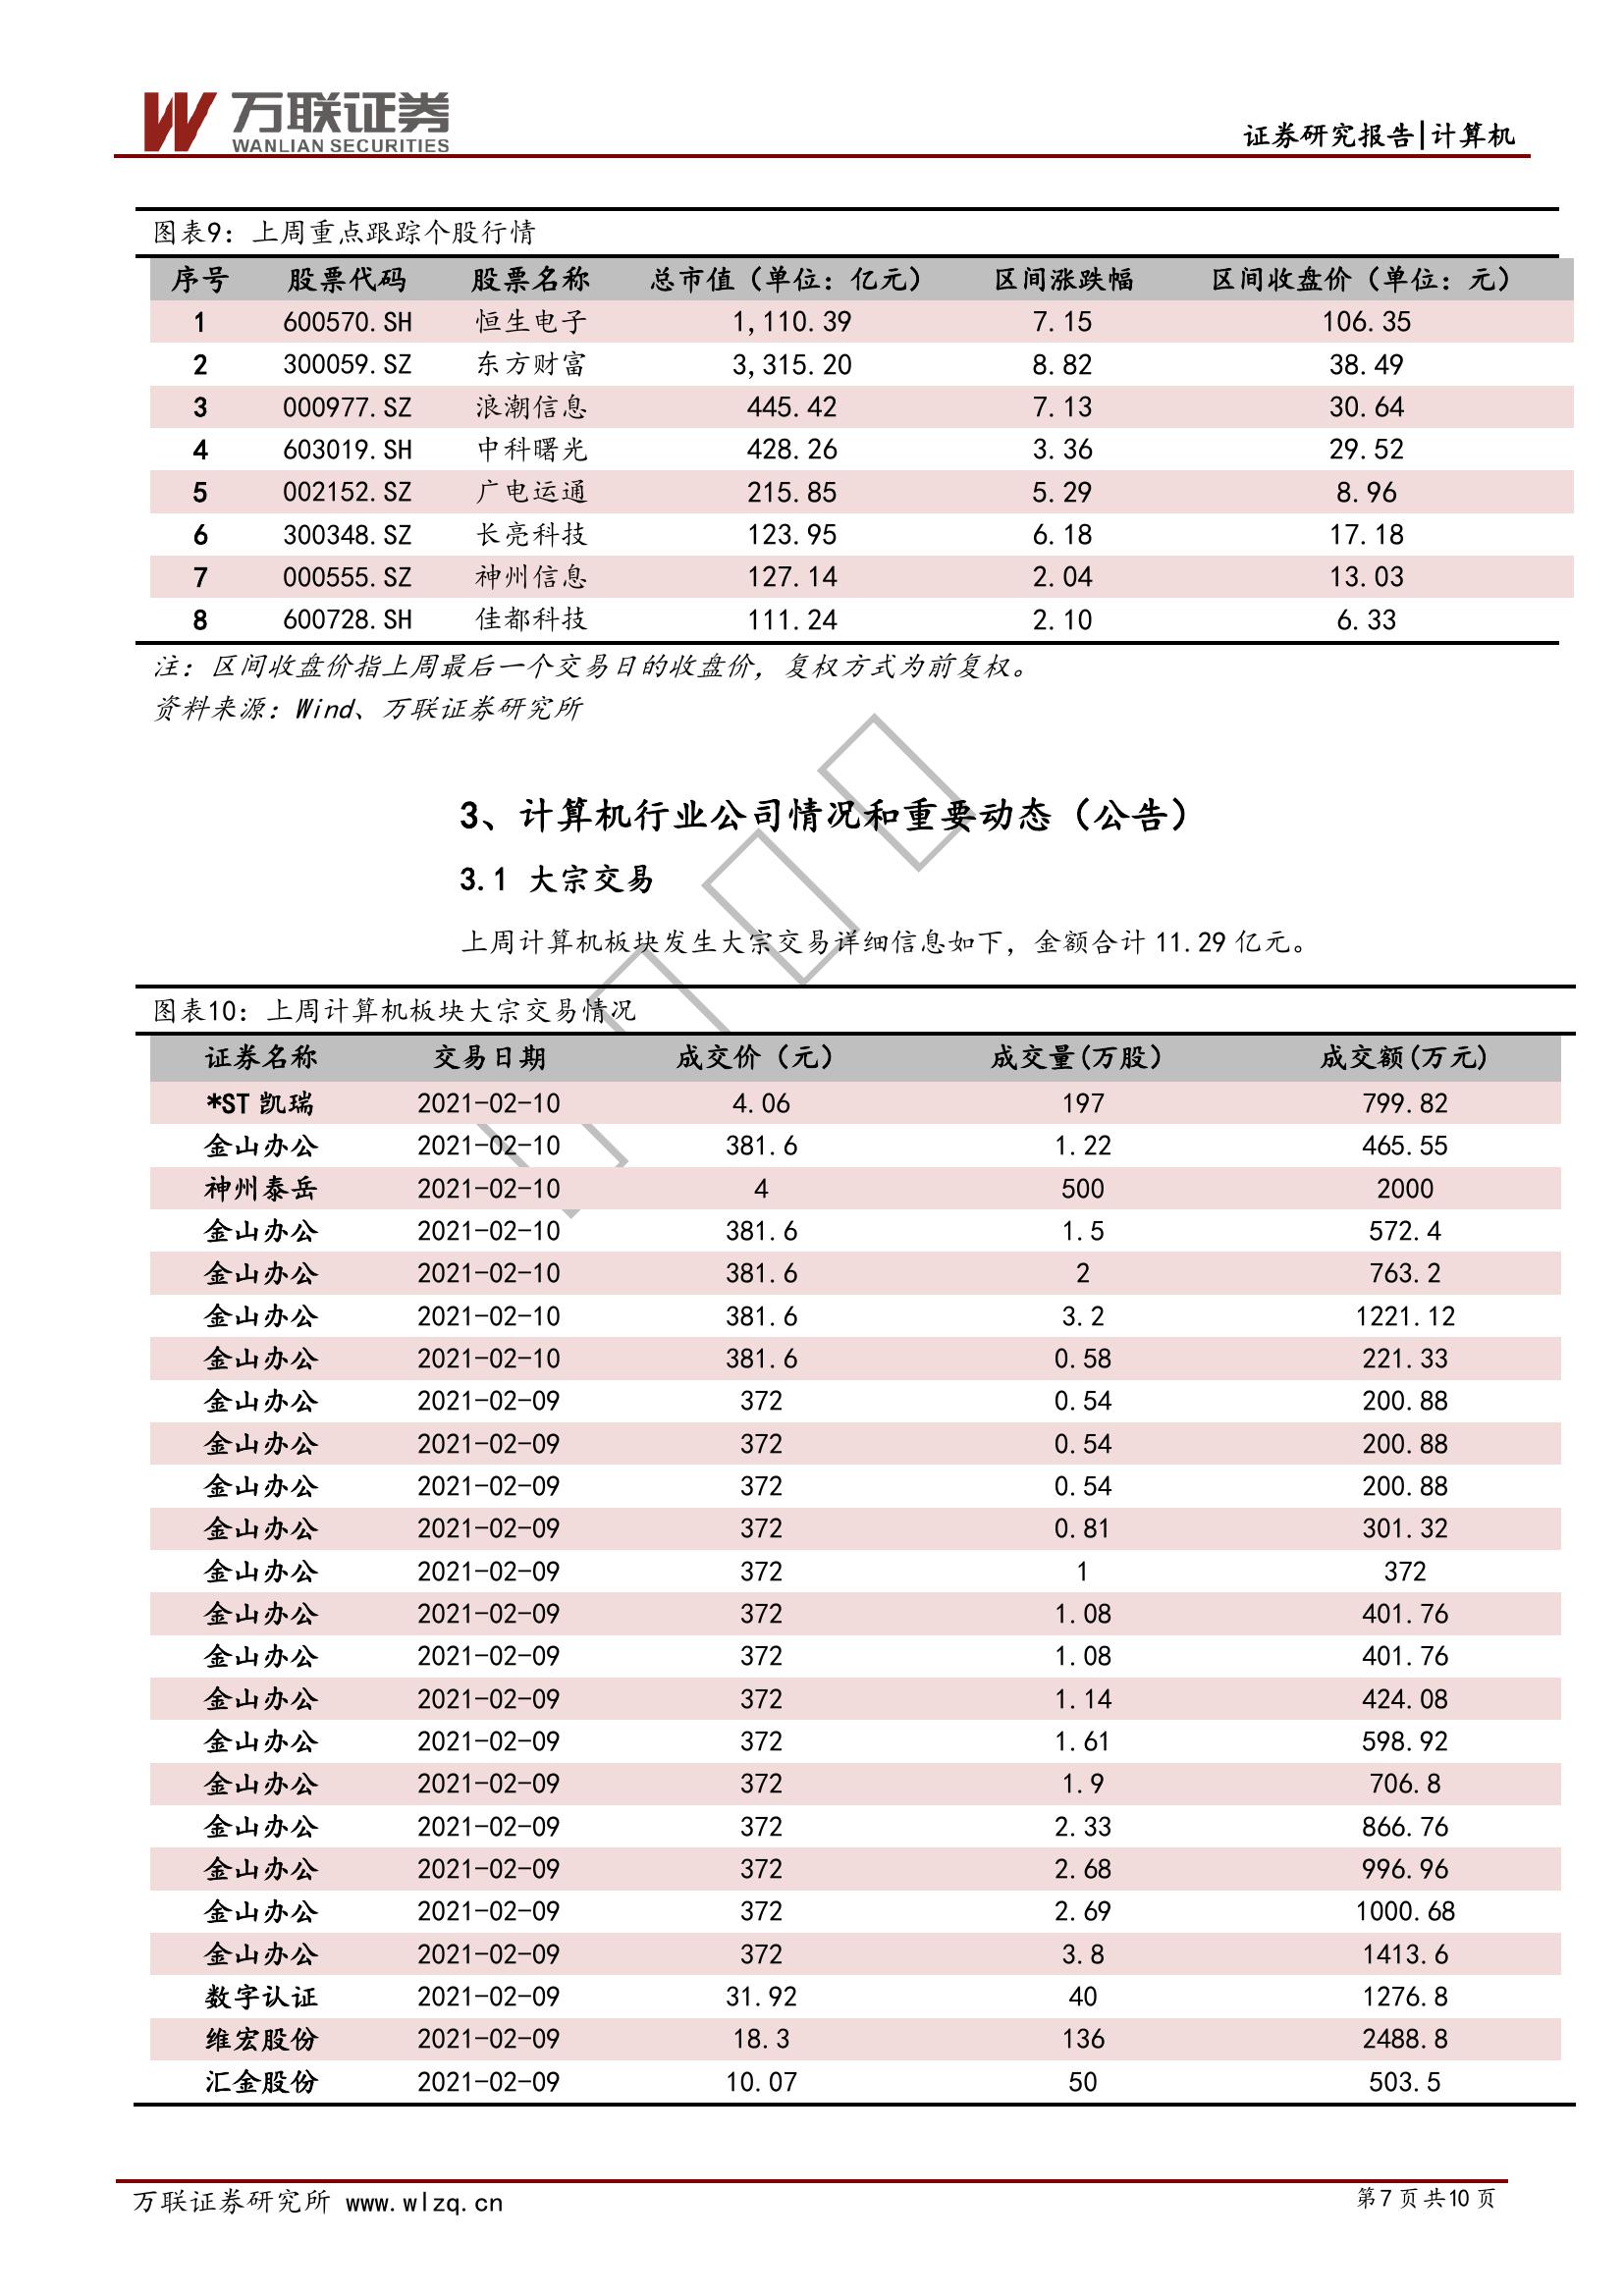 万联证券
WANLIAN SECURITIES
证券研究报告|计算机
图表9：上周重点跟踪个股行情
序号 股票代码 股票名称 总市值（单位：亿元） 区间涨跌幅 区间收盘价（单位：元）
1 600570.SH 恒生电子 1,110.39 7.15 106.35
2 300059.SZ 东方财富 3,315.20 8.82 38.49
3 000977.SZ 浪潮信息 445.42 7.13 30.64
4 603019.SH 中科曙光 428.26 3.36 29.52
5 002152.SZ 广电运通 215.85 5.29 8.96
6 300348.SZ 长亮科技 123.95 6.18 17.18
7 000555.SZ 神州信息 127.14 2.04 13.03
8 600728.SH 佳都科技 111.24 2.10 6.33
注：区间收盘价指上周最后一个交易日的收盘价，复权方式为前复权。
资料来源：Wind、万联证券研究所
3、计算机行业公司情况和重要动态（公告）
3.1 大宗交易
上周计算机板块发生大宗交易详细信息如下，金额合计 11.29 亿元。
图表10：上周计算机板块大宗交易情况
证券名称 交易日期 成交价（元） 成交量(万股） 成交额(万元)
*ST 凯瑞 2021-02-10 4.06 197 799.82
金山办公 2021-02-10 381.6 1.22 465.55
神州泰岳 2021-02-10 4 500 2000
金山办公 2021-02-10 381.6 1.5 572.4
金山办公 2021-02-10 381.6 2 763.2
金山办公 2021-02-10 381.6 3.2 1221.12
金山办公 2021-02-10 381.6 0.58 221.33
金山办公 2021-02-09 372 0.54 200.88
金山办公 2021-02-09 372 0.54 200.88
金山办公 2021-02-09 372 0.54 200.88
金山办公 2021-02-09 372 0.81 301.32
金山办公 2021-02-09 372 1 372
金山办公 2021-02-09 372 1.08 401.76
金山办公 2021-02-09 372 1.08 401.76
金山办公 2021-02-09 372 1.14 424.08
金山办公 2021-02-09 372 1.61 598.92
金山办公 2021-02-09 372 1.9 706.8
金山办公 2021-02-09 372 2.33 866.76
金山办公 2021-02-09 372 2.68 996.96
金山办公 2021-02-09 372 2.69 1000.68
金山办公 2021-02-09 372 3.8 1413.6
数字认证 2021-02-09 31.92 40 1276.8
维宏股份 2021-02-09 18.3 136 2488.8
汇金股份 2021-02-09 10.07 50 503.5
万联证券研究所 www.wlzq.cn
第 7 页 共 10 页